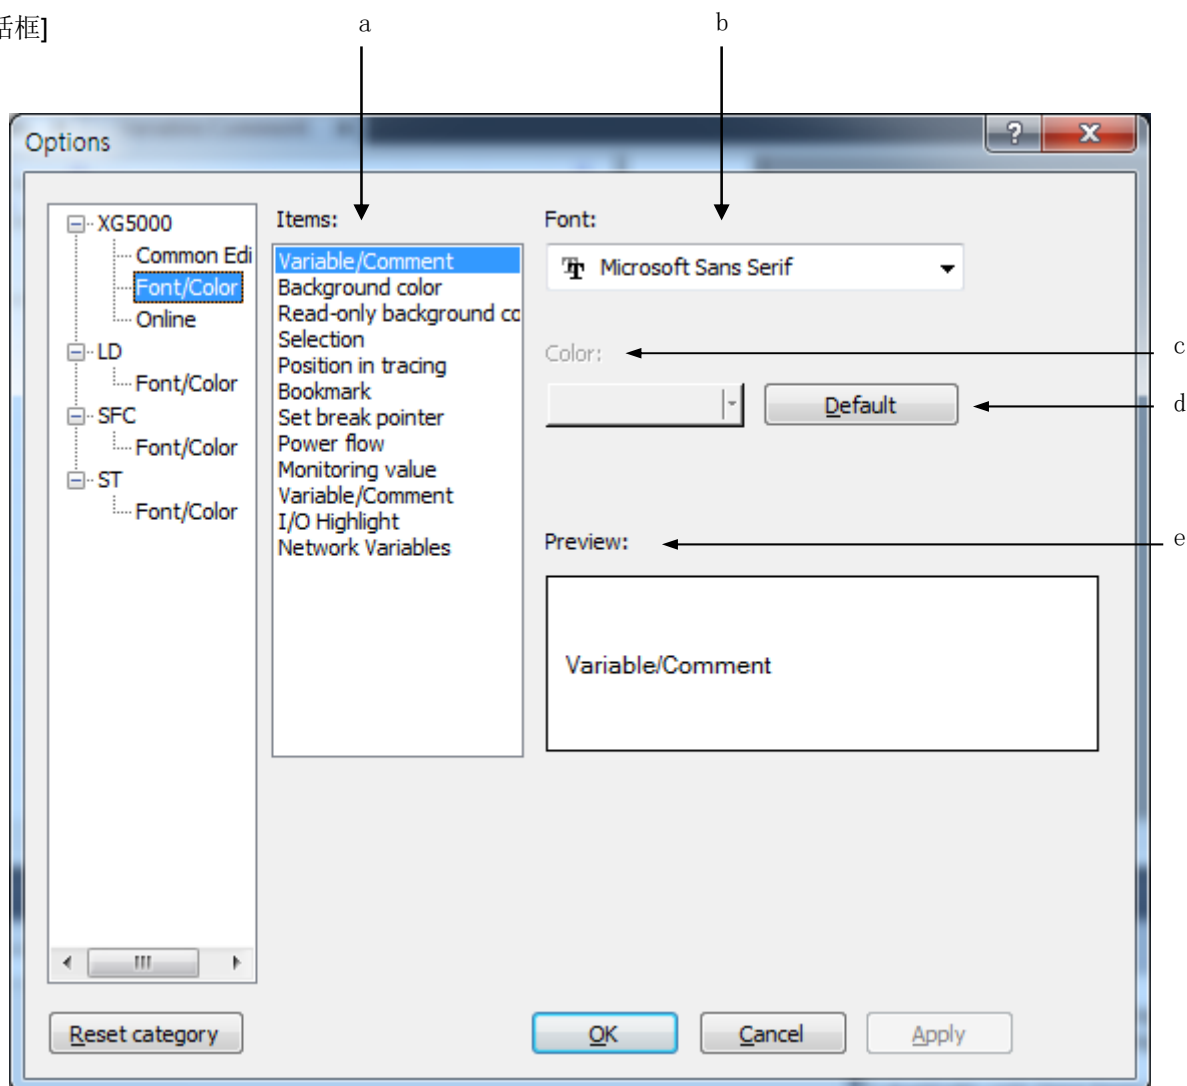 话框]
a
b
Options
XG5000
Common Edi
Font/Color
Online
LD
Font/Color
SFC
Font/Color
ST
Font/Color
Items:
Variable/Comment
Background color
Read-only background co
Selection
Position in tracing
Bookmark
Set break pointer
Power flow
Monitoring value
Variable/Comment
I/O Highlight
Network Variables
Font:
Microsoft Sans Serif
Color:
c
Default
d
Preview:
e
Variable/Comment
Reset category
OK
Cancel
Apply